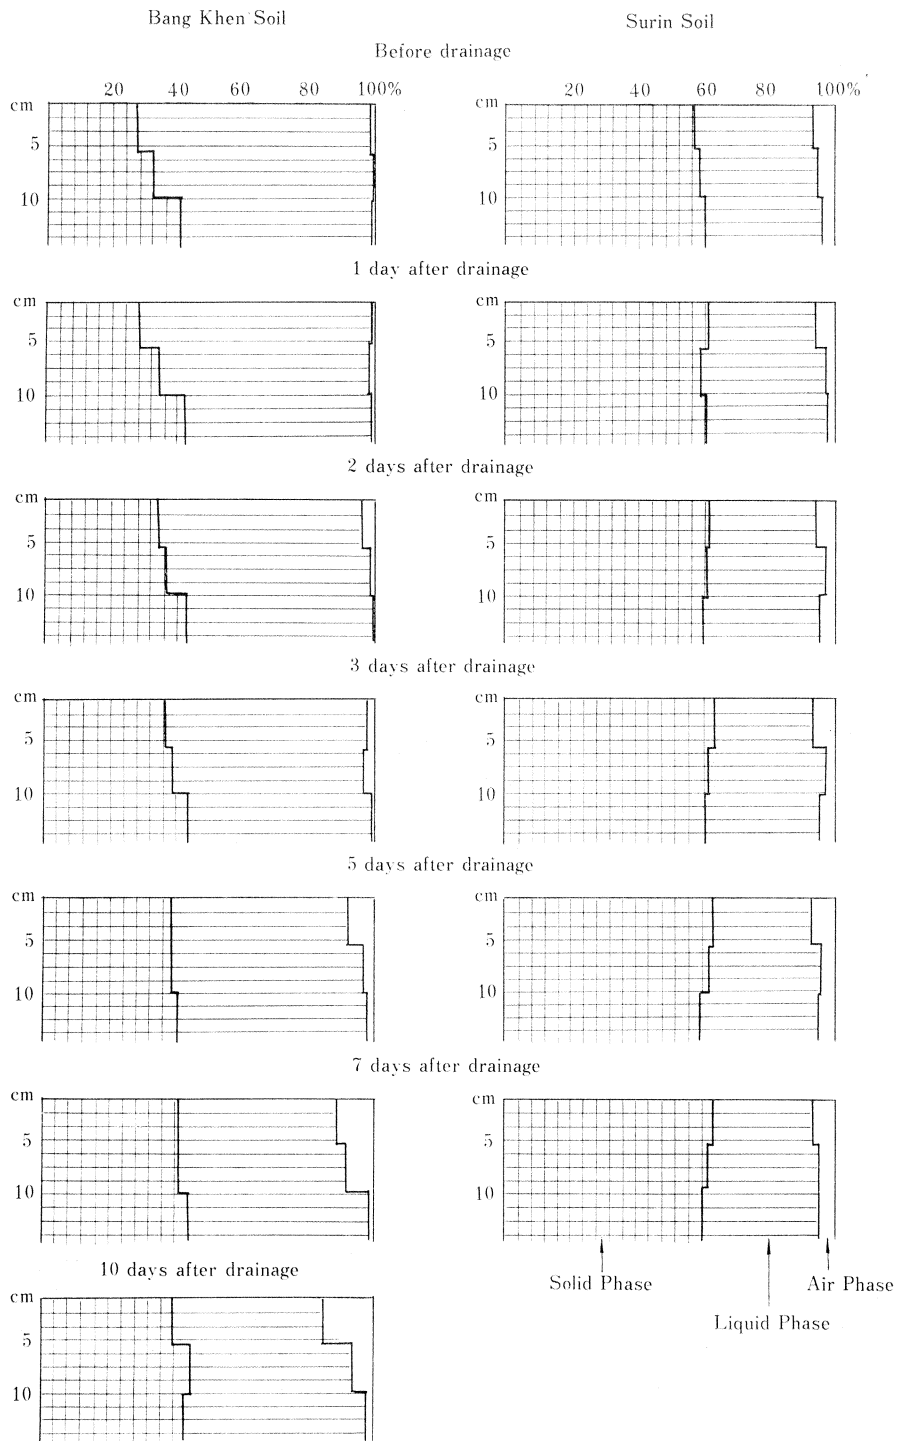 Bang Khen Soil
Surin Soil
Before drainage
20 40 60 80 100%
20 40 60 80 100%
cm
5
10
cm
5
10
1 day after drainage
cm
5
10
cm
5
10
2 days after drainage
cm
5
10
cm
5
10
3 days after drainage
cm
5
10
cm
5
10
5 days after drainage
cm
5
10
cm
5
10
7 days after drainage
cm
5
10
cm
5
10
10 days after drainage
Solid Phase
Air Phase
Liquid Phase
cm
5
10